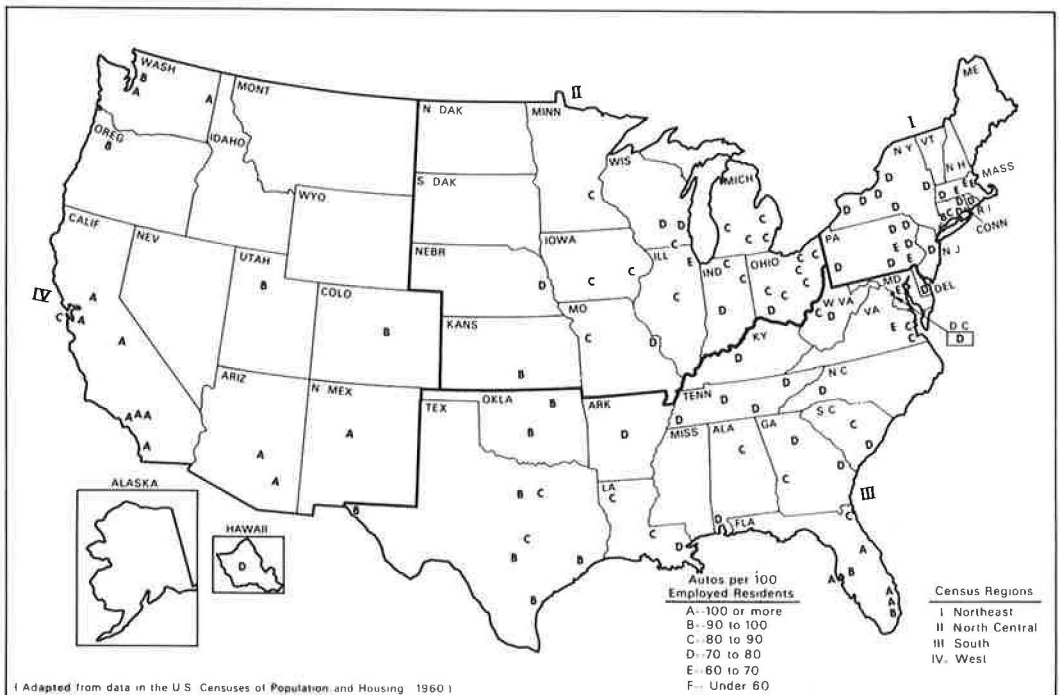 WASH
MONT
N DAK
MINN
II
ME
I
OREG
IDAHO
WIS
MICH
N Y
VT
N H
MASS
S DAK
WYO
R I
CONN
CALIF
NEV
NEBR
IOWA
PA
N J
UTAH
ILL
IND
OHIO
IV
COLO
MO
W VA
MD
DEL
VA
KANS
D C
D
KY
ARIZ
N MEX
OKLA
ARK
TENN
N C
TEX
S C
MISS
ALA
GA
ALASKA
LA
III
HAWAII
D
FLA
Autos per 100
Employed Residents
A--100 or more
B--90 to 100
C--80 to 90
D--70 to 80
E--60 to 70
F-- Under 60
Census Regions
I Northeast
II North Central
III South
IV. West
( Adapted from data in the U S Censuses of Population and Housing 1960 )